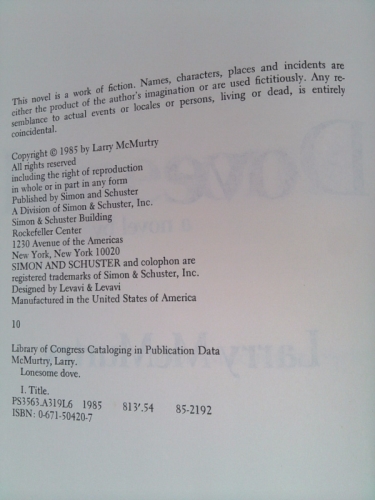 This novel is a work of fiction. Names, characters, places and incidents are
either the product of the author's imagination or are used fictitiously. Any re-
semblance to actual events or locales or persons, living or dead, is entirely
coincidental.
Copyright © 1985 by Larry McMurtry
All rights reserved
including the right of reproduction
in whole or in part in any form
Published by Simon and Schuster
A Division of Simon & Schuster, Inc.
Simon & Schuster Building
Rockefeller Center
1230 Avenue of the Americas
New York, New York 10020
SIMON AND SCHUSTER and colophon are
registered trademarks of Simon & Schuster, Inc.
Designed by Levavi & Levavi
Manufactured in the United States of America
10
Library of Congress Cataloging in Publication Data
McMurtry, Larry.
Lonesome dove.
I. Title.
PS3563.A319L6 1985 813'.54 85-2192
ISBN: 0-671-50420-7